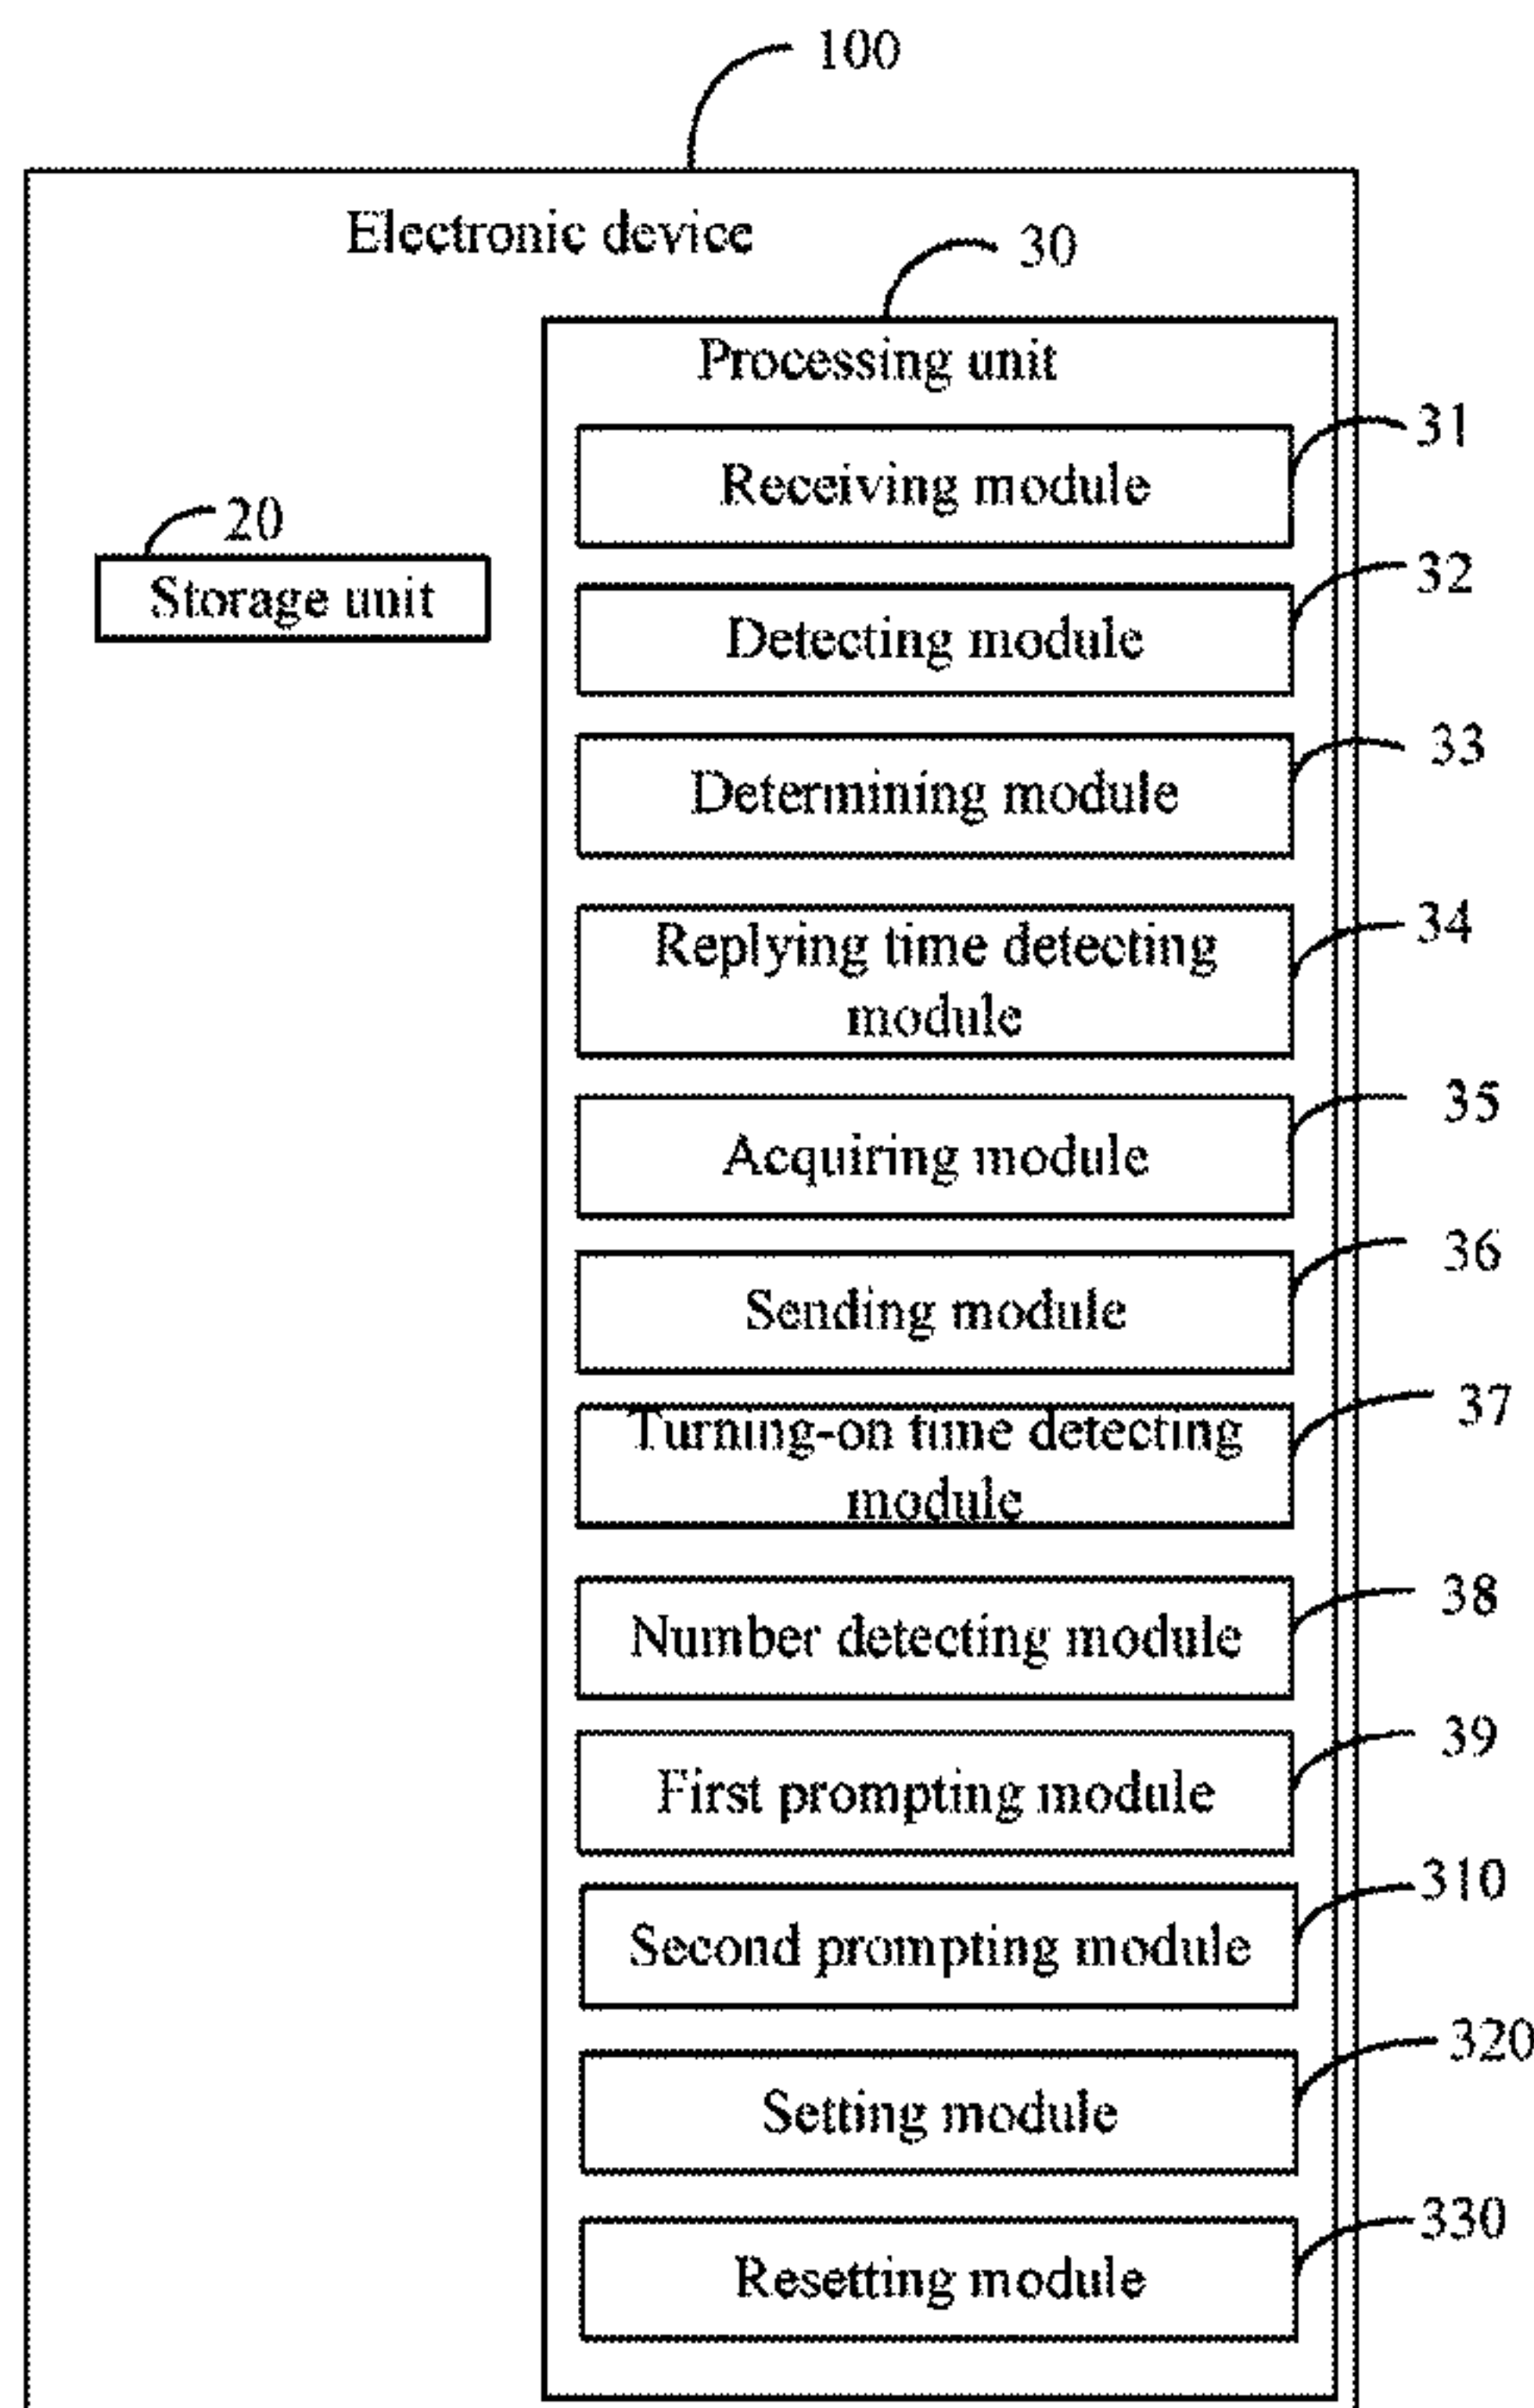 100
Electronic device
30
Processing unit
31
Receiving module
20
Storage unit
32
Detecting module
33
Determining module
34
Replying time detecting
module
35
Acquiring module
36
Sending module
37
Turning-on time detecting
module
38
Number detecting module
39
First prompting module
310
Second prompting module
320
Setting module
330
Resetting module